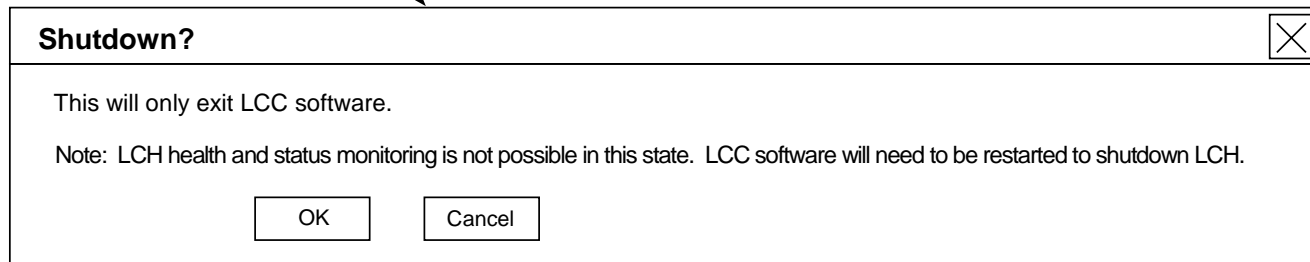 Shutdown?
This will only exit LCC software.
Note: LCH health and status monitoring is not possible in this state. LCC software will need to be restarted to shutdown LCH.
OK Cancel